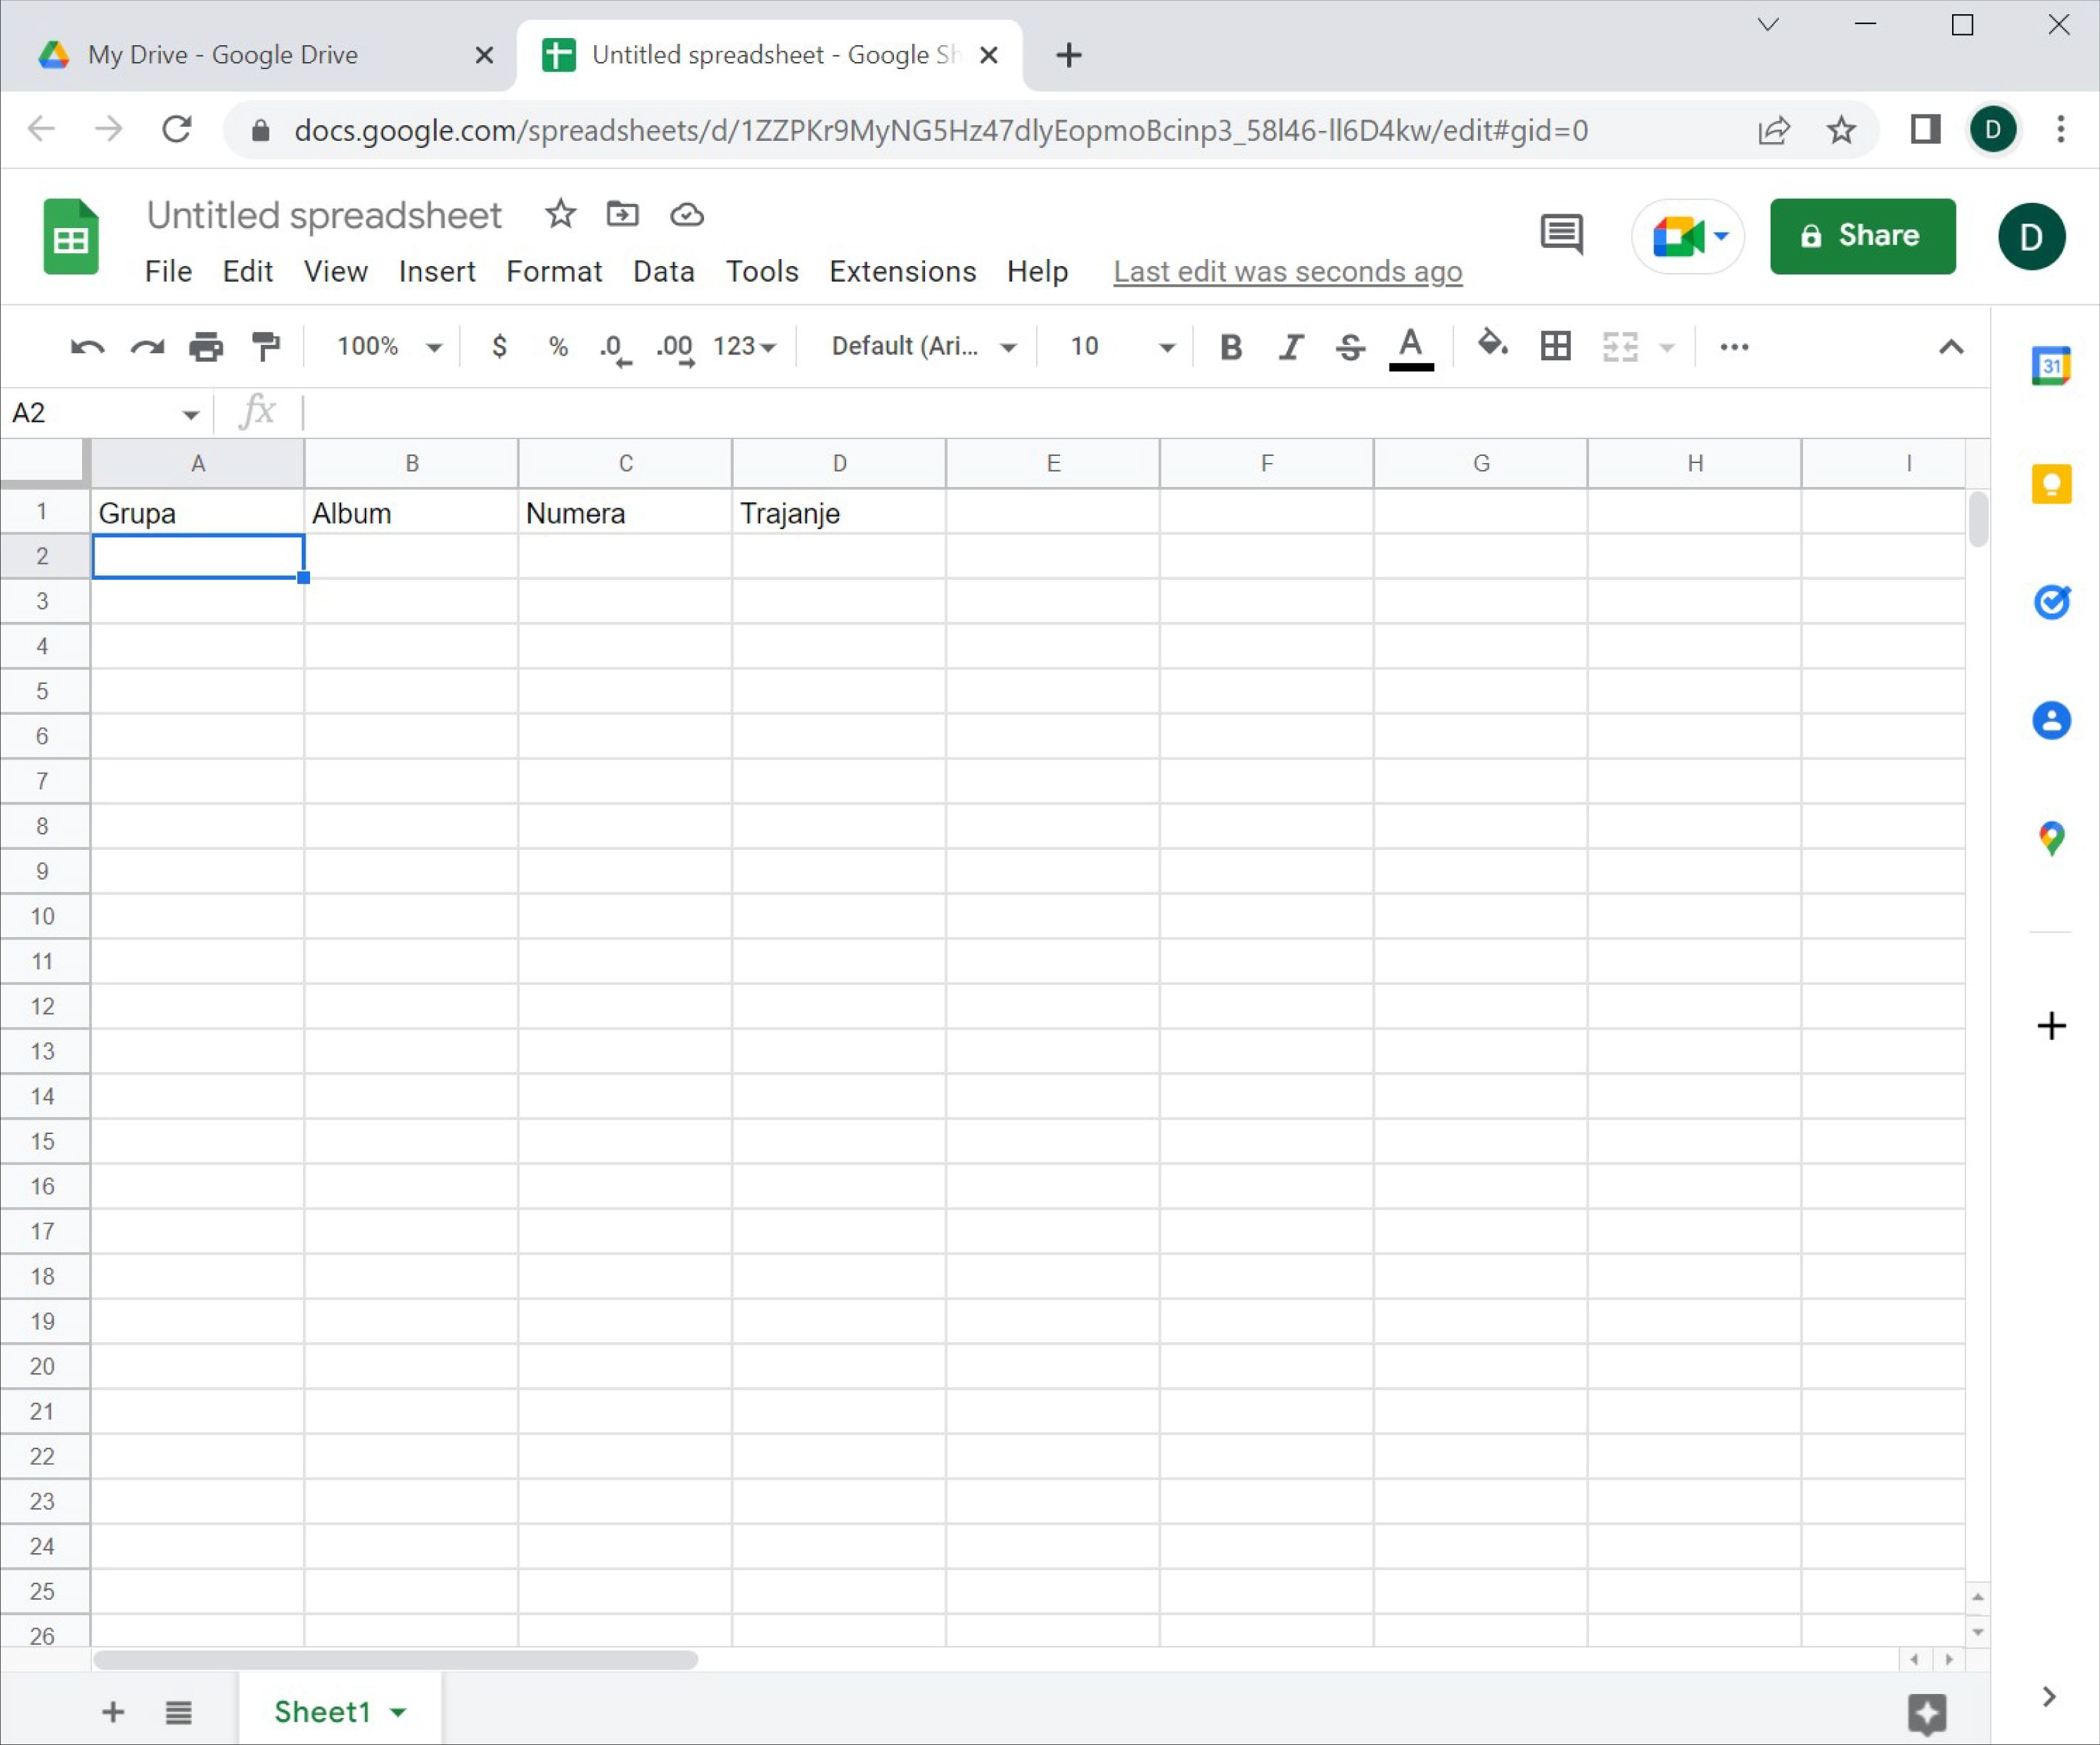 My Drive - Google Drive
Untitled spreadsheet - Google Sh
docs.google.com/spreadsheets/d/1ZZPKr9MyNG5Hz47dlyEopmoBcinp3_58l46-ll6D4kw/edit#gid=0
D
Untitled spreadsheet
File Edit View Insert Format Data Tools Extensions Help Last edit was seconds ago
Share
D
100% $ % .0 .00 123 Default (Ari... 10 B I S A
31
A2 fx
A B C D E F G H I
1 Grupa Album Numera Trajanje
2
3
4
5
6
7
8
9
10
11
12
13
14
15
16
17
18
19
20
21
22
23
24
25
26
Sheet1